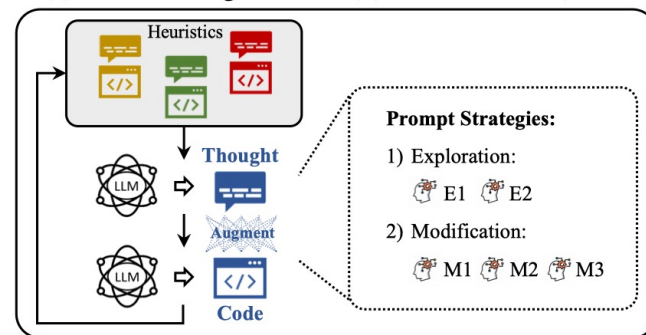 Heuristics
</>
</>
</>
LLM
Thought
Augment
LLM
</>
Code
Prompt Strategies:
1) Exploration:
E1 E2
2) Modification:
M1 M2 M3